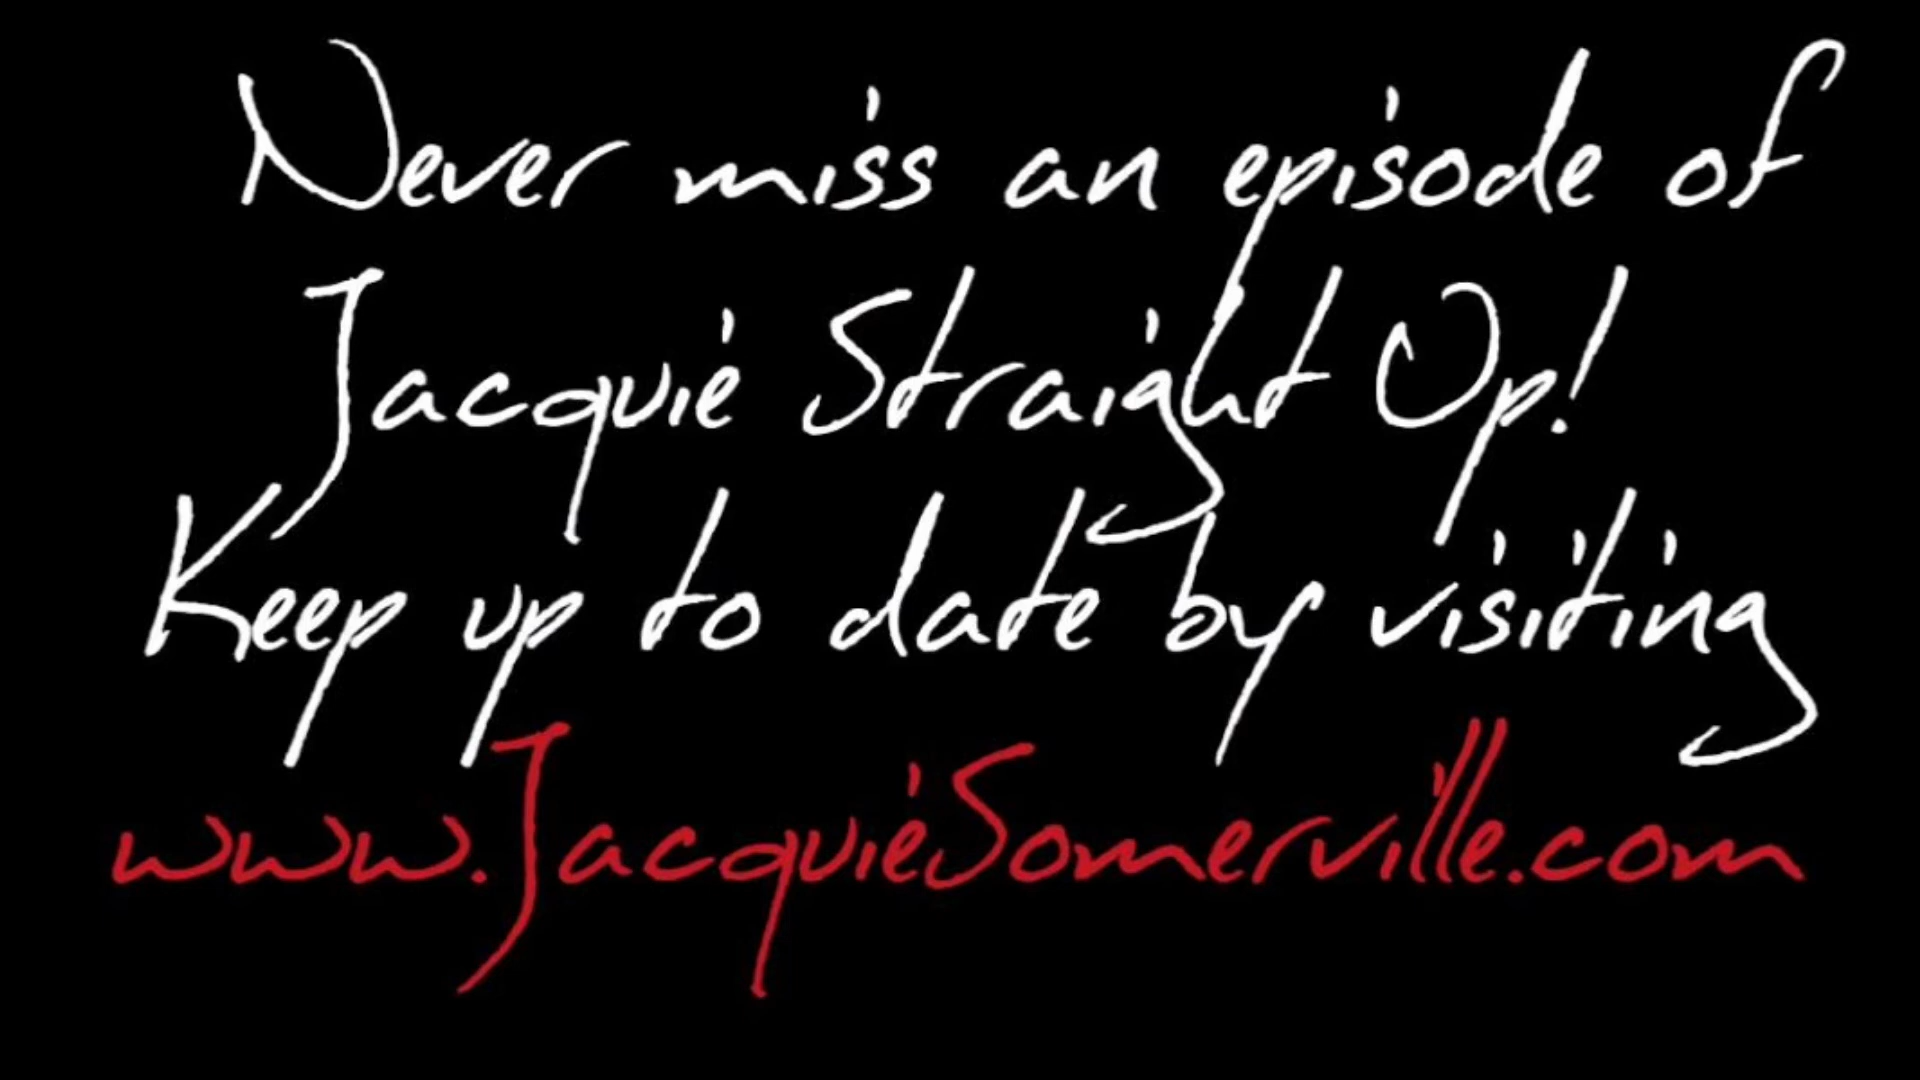 Never miss an episode of
Jacquie Straight Up!
Keep up to date by visiting
www.JacquieSomerville.com